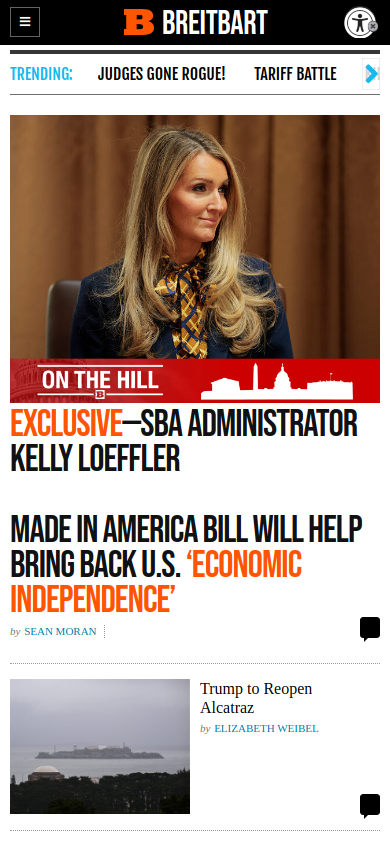 BREITBART
TRENDING:
JUDGES GONE ROGUE!
TARIFF BATTLE
ON THE HILL
EXCLUSIVE—SBA ADMINISTRATOR
KELLY LOEFFLER
MADE IN AMERICA BILL WILL HELP
BRING BACK U.S. ‘ECONOMIC
INDEPENDENCE’
by SEAN MORAN
Trump to Reopen
Alcatraz
by ELIZABETH WEIBEL